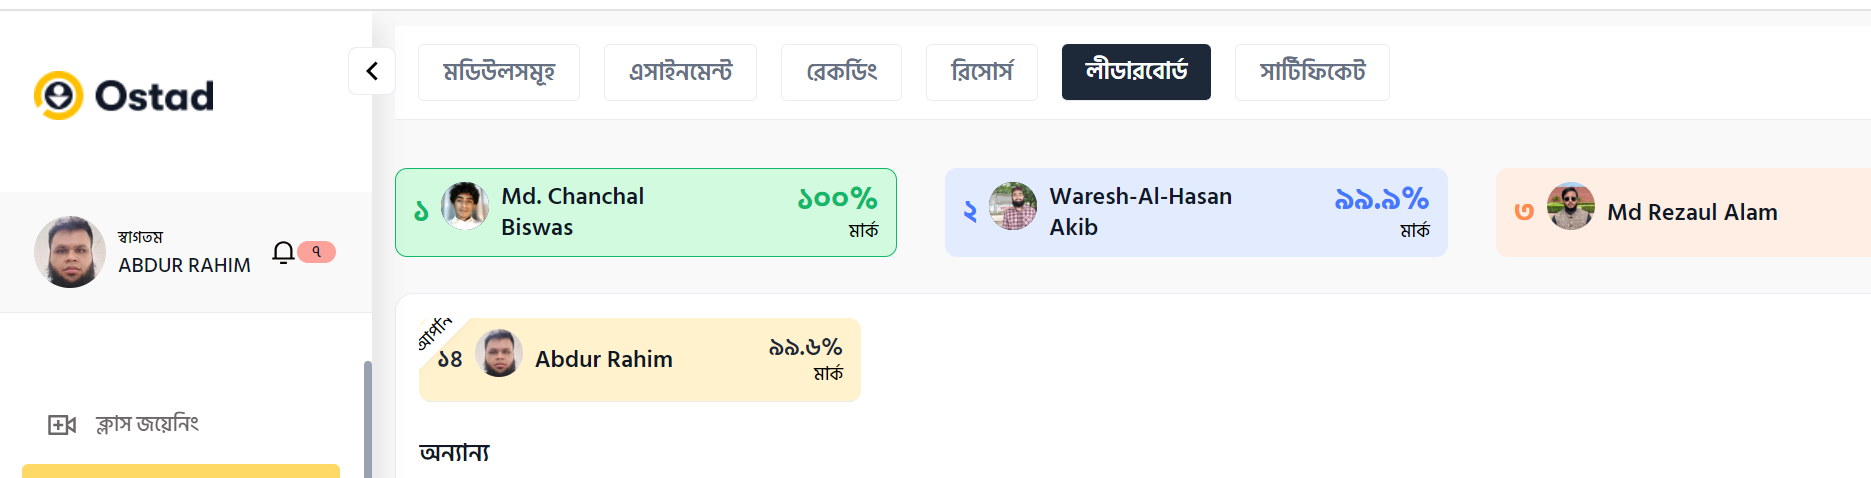 Ostad
মডিউলসমূহ
এসাইনমেন্ট
রেকর্ডিং
রিসোর্স
লীডারবোর্ড
সার্টিফিকেট
স্বাগতম
ABDUR RAHIM
৭
ক্লাস জয়েনিং
১
Md. Chanchal
Biswas
১০০%
মার্ক
২
Waresh-Al-Hasan
Akib
৯৯.৯%
মার্ক
৩
Md Rezaul Alam
আপনি
১৪
Abdur Rahim
৯৯.৬%
মার্ক
অন্যান্য